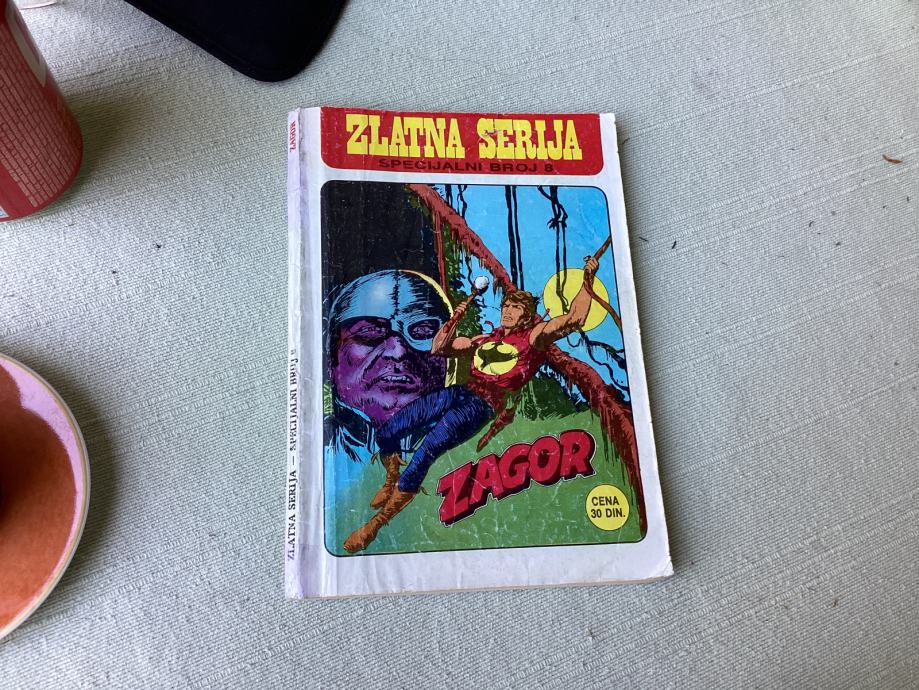 ZLATNA SERIJA
SPECIJALNI BROJ 8
ZAGOR
CENA
30 DIN.
ZAGOR
ZLATNA SERIJA — SPECIJALNI BROJ 8